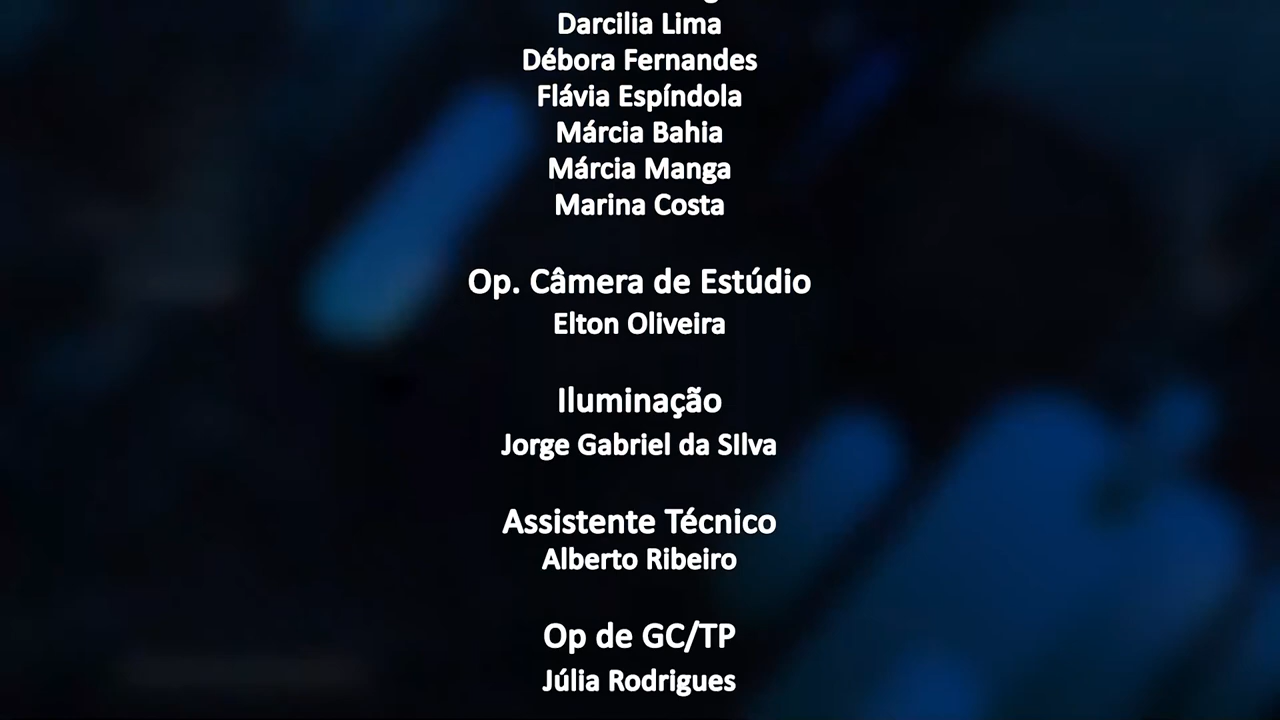 Darcilia Lima
Débora Fernandes
Flávia Espíndola
Márcia Bahia
Márcia Manga
Marina Costa
Op. Câmera de Estúdio
Elton Oliveira
Iluminação
Jorge Gabriel da SIlva
Assistente Técnico
Alberto Ribeiro
Op de GC/TP
Júlia Rodrigues